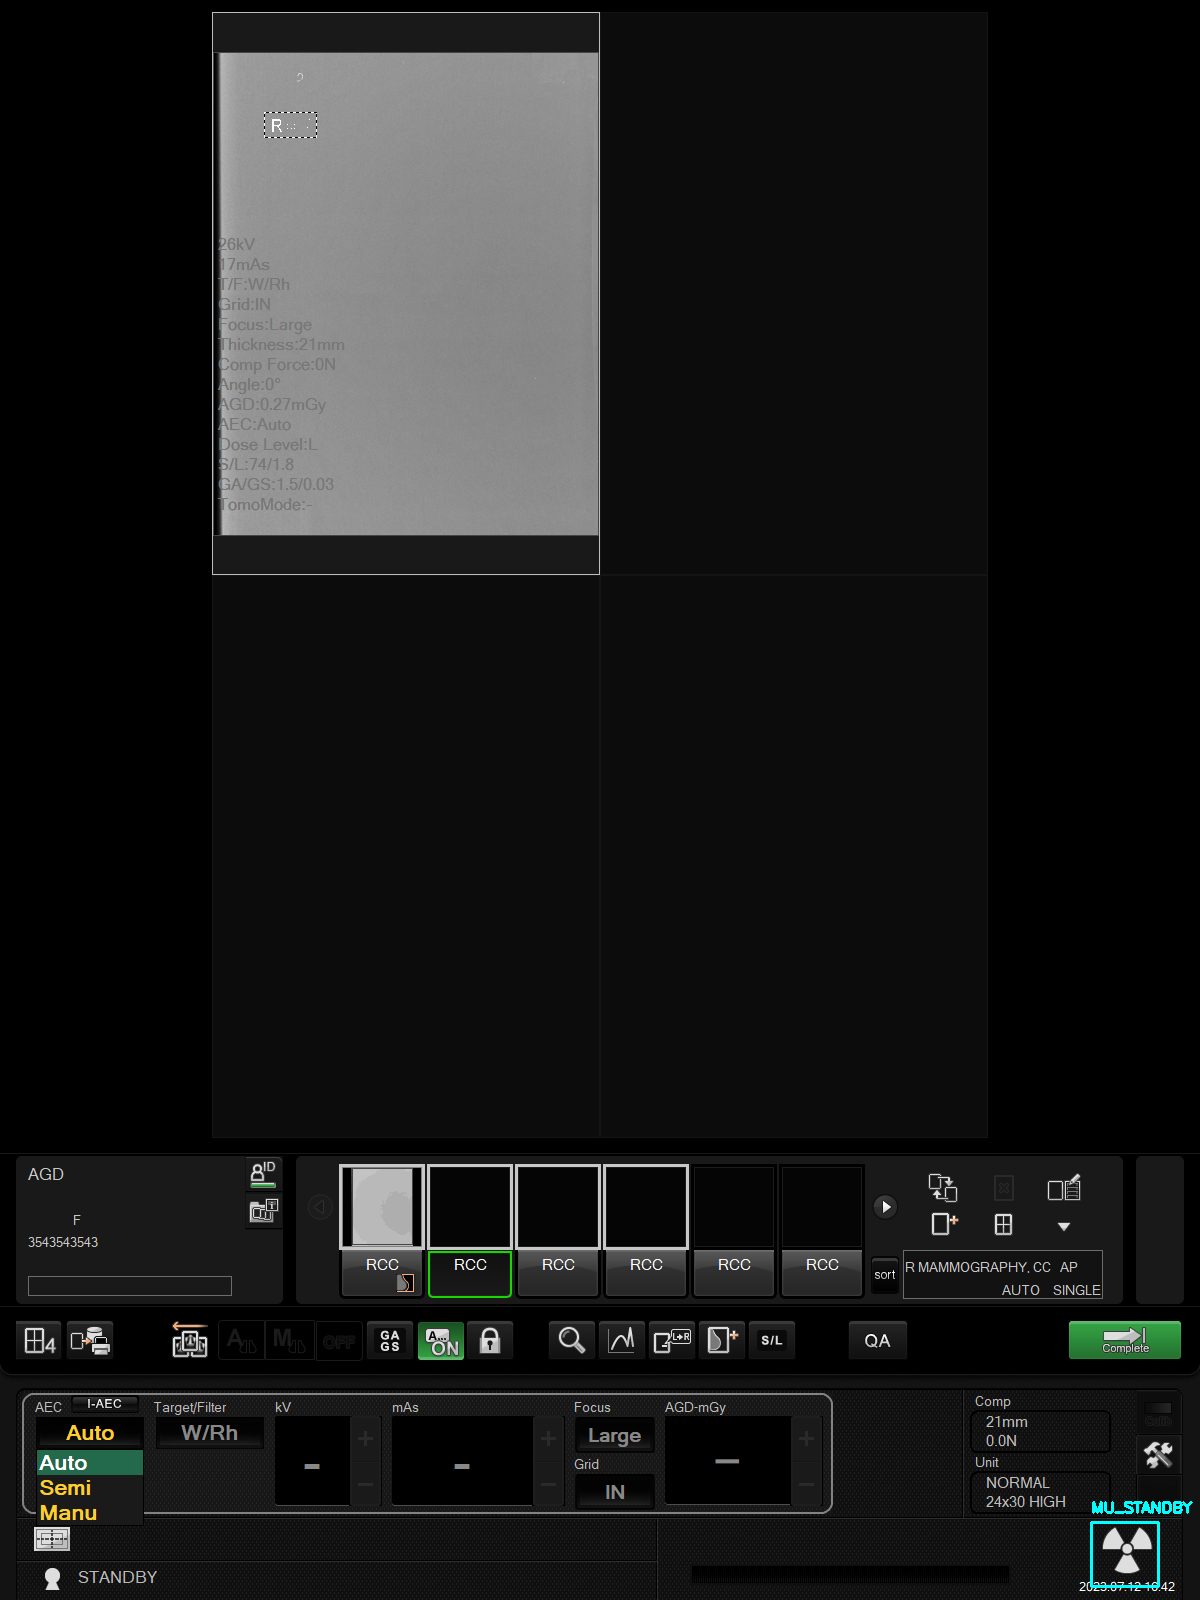 R
26kV
17mAs
T/F:W/Rh
Grid:IN
Focus:Large
Thickness:21mm
Comp Force:0N
Angle:0°
AGD:0.27mGy
AEC:Auto
Dose Level:L
S/L:74/1.8
GA/GS:1.5/0.03
TomoMode:-
AGD
ID
F
3543543543
RCC RCC RCC RCC RCC RCC
sort
R MAMMOGRAPHY, CC AP
AUTO SINGLE
4
A
M
OFF
GA
GS
A...
ON
L↔R
S/L
QA
Complete
AEC I-AEC Target/Filter kV mAs Focus AGD-mGy
Auto W/Rh - - Large -
Auto
Semi
Manu
Grid
IN
Comp
21mm
0.0N
Unit
NORMAL
24x30 HIGH
MU_STANDBY
STANDBY
2023.07.12 16:42